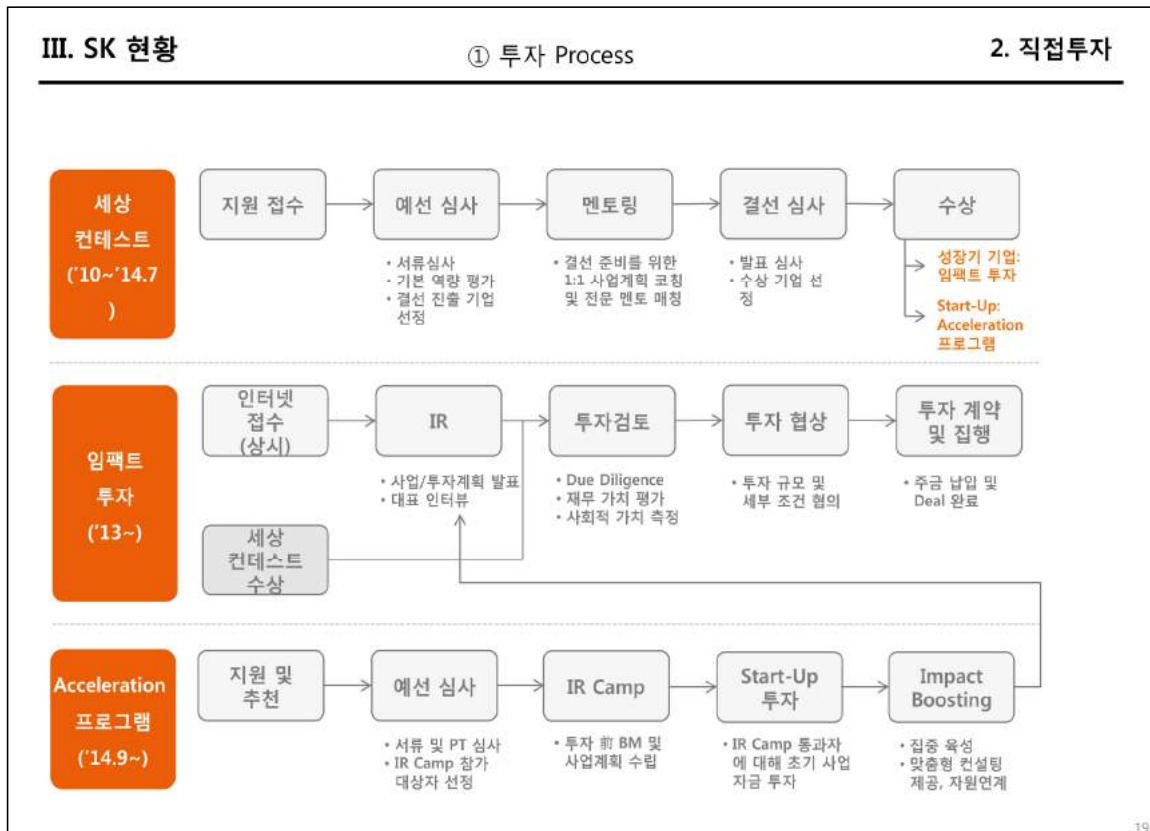 III. SK 현황
① 투자 Process
2. 직접투자
세상
컨테스트
('10~'14.7
)
지원 접수
예선 심사
멘토링
결선 심사
수상
• 서류심사
- 기본 역량 평가
• 결선 진출 기업
선정
• 결선 준비를 위한
1:1 사업계획 코칭
및 전문 멘토 매칭
• 발표 심사
• 수상 기업 선
정
성장기 기업:
임팩트 투자
Start-Up:
Acceleration
프로그램
임팩트
투자
('13~)
인터넷
접수
(상시)
IR
투자검토
투자 협상
투자 계약
및 집행
• 사업/투자계획 발표
• 대표 인터뷰
• Due Diligence
• 재무 가치 평가
• 사회적 가치 측정
• 투자 규모 및
세부 조건 협의
• 주금 납입 및
Deal 완료
세상
컨테스트
수상
Acceleration
프로그램
('14.9~)
지원 및
추천
예선 심사
IR Camp
Start-Up
투자
Impact
Boosting
• 서류 및 PT 심사
• IR Camp 참가
대상자 선정
• 투자 前 BM 및
사업계획 수립
• IR Camp 통과자
에 대해 초기 사업
자금 투자
• 집중 육성
• 맞춤형 컨설팅
제공, 자원연계
19